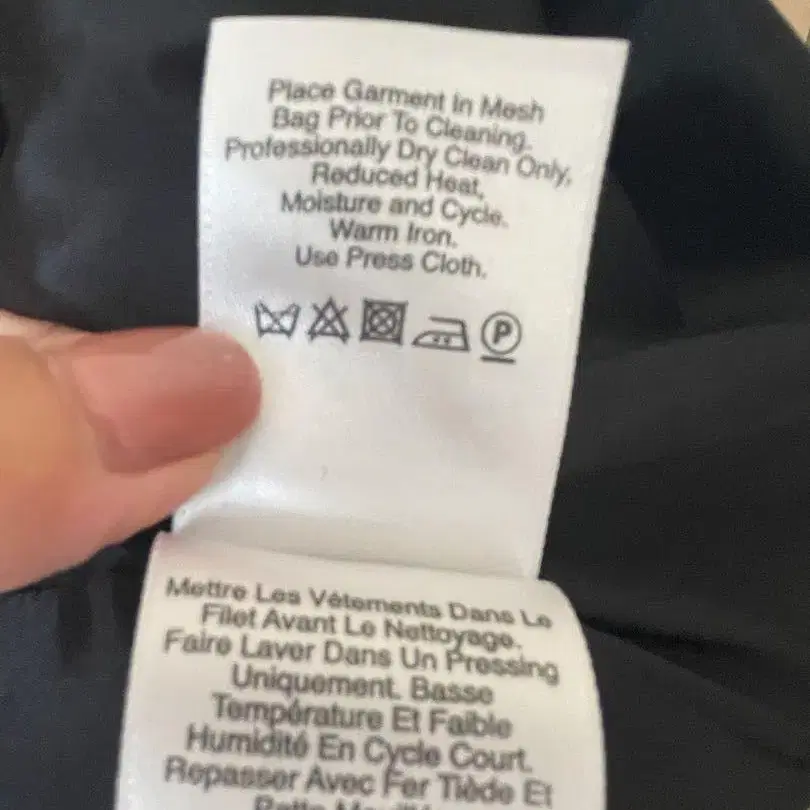 Place Garment In Mesh
Bag Prior To Cleaning.
Professionally Dry Clean Only,
Reduced Heat,
Moisture and Cycle.
Warm Iron.
Use Press Cloth.
P
Mettre Les Vêtements Dans Le
Filet Avant Le Nettoyage.
Faire Laver Dans Un Pressing
Uniquement. Basse
Température Et Faible
Humidité En Cycle Court.
Repasser Avec Fer Tiède Et